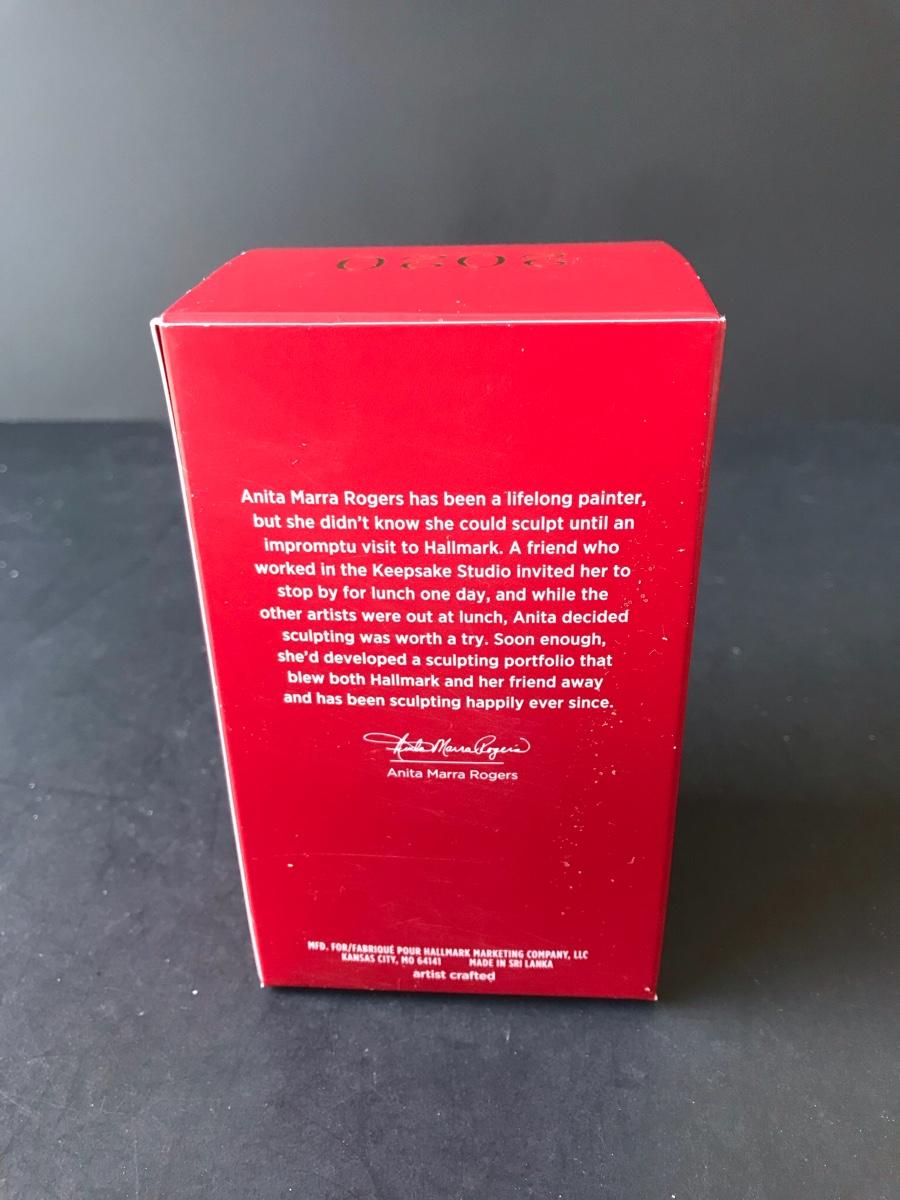 2020
Anita Marra Rogers has been a lifelong painter,
but she didn't know she could sculpt until an
impromptu visit to Hallmark. A friend who
worked in the Keepsake Studio invited her to
stop by for lunch one day, and while the
other artists were out at lunch, Anita decided
sculpting was worth a try. Soon enough,
she'd developed a sculpting portfolio that
blew both Hallmark and her friend away
and has been sculpting happily ever since.
Anita Marra Rogers
Anita Marra Rogers
MFD. FOR/FABRIQUÉ POUR HALLMARK MARKETING COMPANY, LLC
KANSAS CITY, MO 64141 MADE IN SRI LANKA
artist crafted